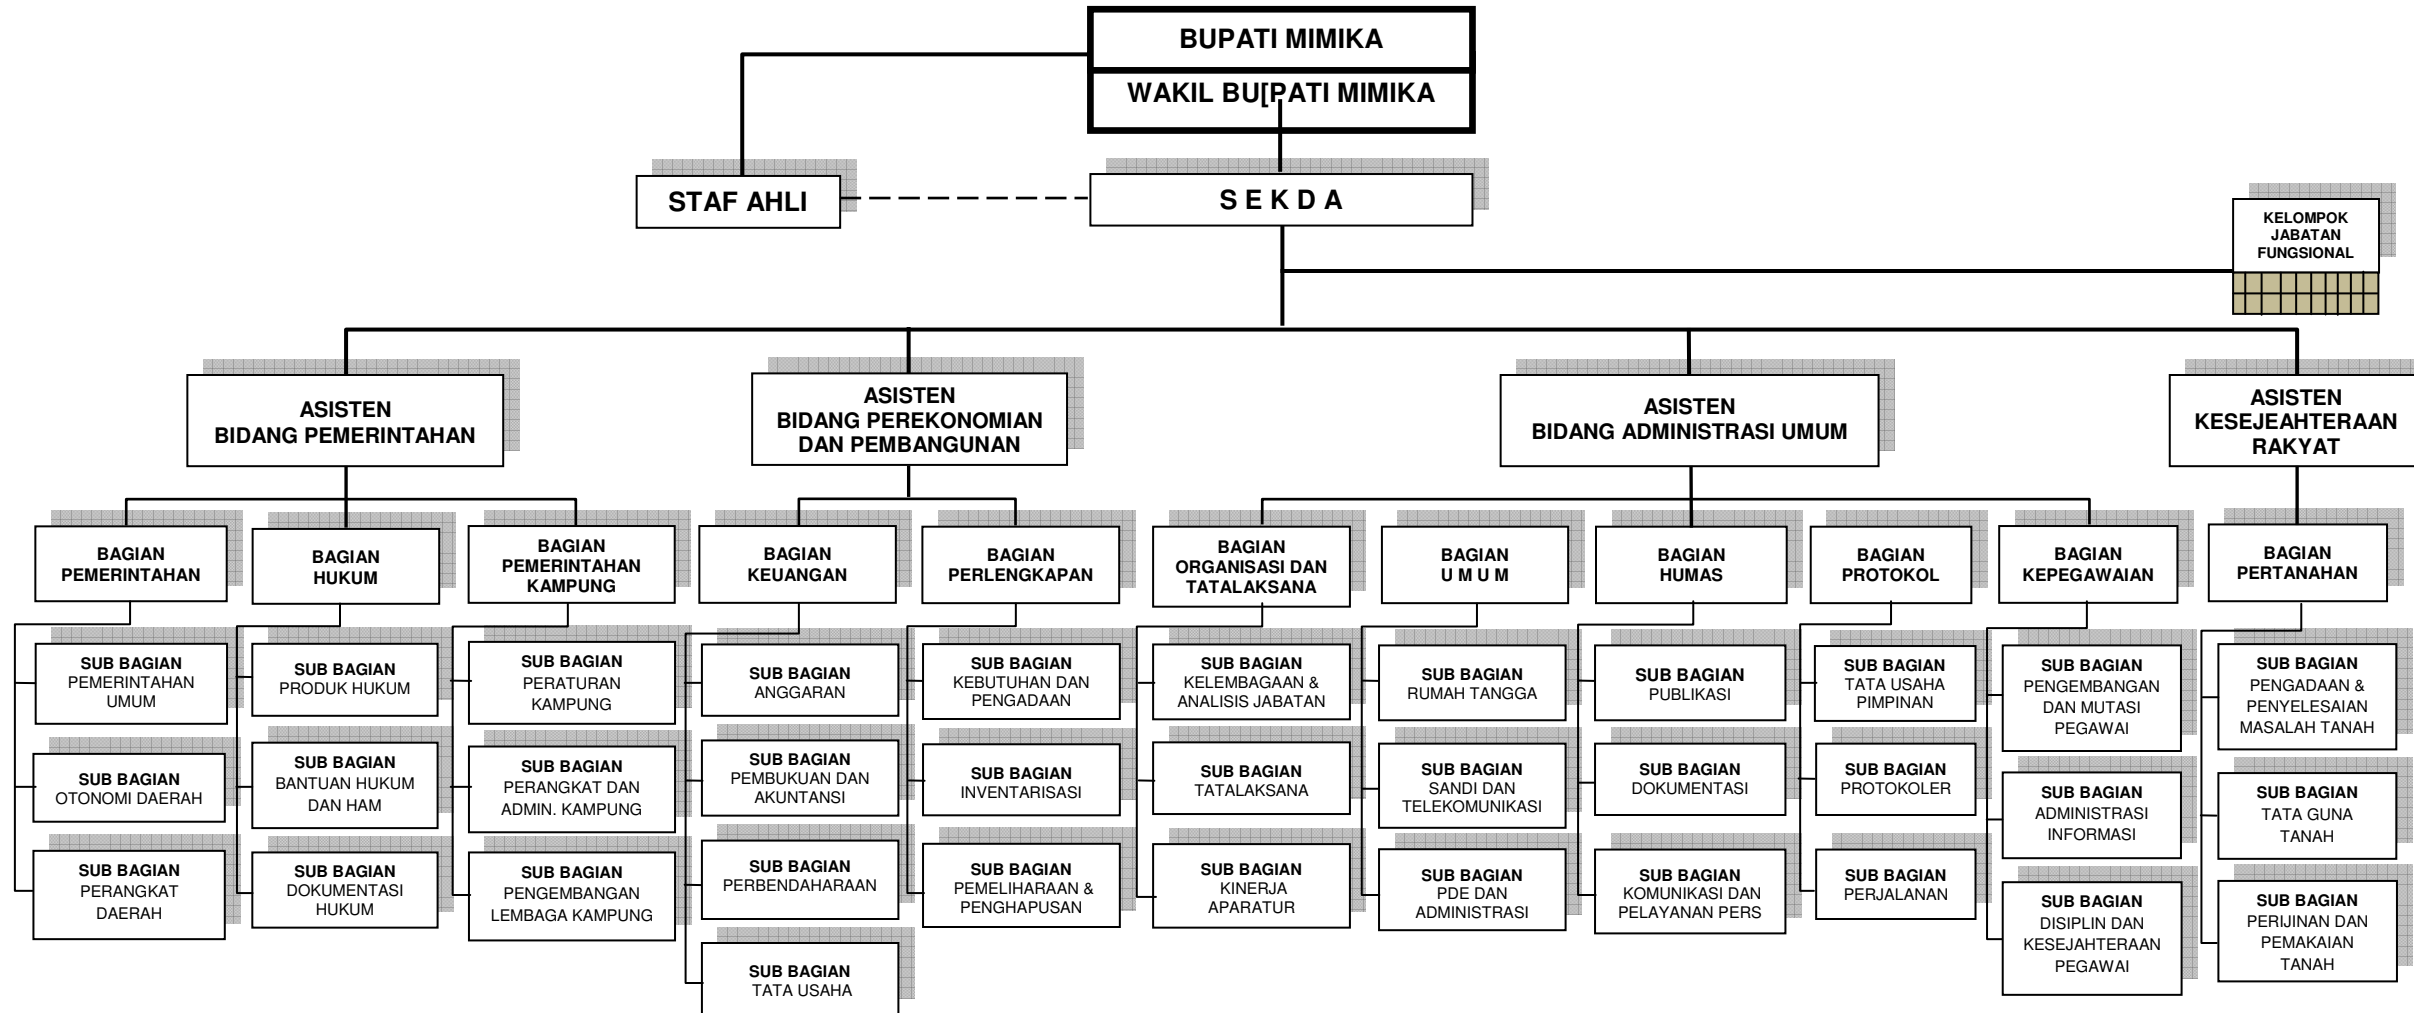 BUPATI MIMIKA
WAKIL BU[PATI MIMIKA
STAF AHLI
S E K D A
KELOMPOK
JABATAN
FUNGSIONAL
ASISTEN
BIDANG PEMERINTAHAN
ASISTEN
BIDANG PEREKONOMIAN
DAN PEMBANGUNAN
ASISTEN
BIDANG ADMINISTRASI UMUM
ASISTEN
KESEJEAHTERAAN
RAKYAT
BAGIAN
PEMERINTAHAN
BAGIAN
HUKUM
BAGIAN
PEMERINTAHAN
KAMPUNG
BAGIAN
KEUANGAN
BAGIAN
PERLENGKAPAN
BAGIAN
ORGANISASI DAN
TATALAKSANA
BAGIAN
U M U M
BAGIAN
HUMAS
BAGIAN
PROTOKOL
BAGIAN
KEPEGAWAIAN
BAGIAN
PERTANAHAN
SUB BAGIAN
PEMERINTAHAN
UMUM
SUB BAGIAN
PRODUK HUKUM
SUB BAGIAN
PERATURAN
KAMPUNG
SUB BAGIAN
ANGGARAN
SUB BAGIAN
KEBUTUHAN DAN
PENGADAAN
SUB BAGIAN
KELEMBAGAAN &
ANALISIS JABATAN
SUB BAGIAN
RUMAH TANGGA
SUB BAGIAN
PUBLIKASI
SUB BAGIAN
TATA USAHA
PIMPINAN
SUB BAGIAN
PENGEMBANGAN
DAN MUTASI
PEGAWAI
SUB BAGIAN
PENGADAAN &
PENYELESAIAN
MASALAH TANAH
SUB BAGIAN
OTONOMI DAERAH
SUB BAGIAN
BANTUAN HUKUM
DAN HAM
SUB BAGIAN
PERANGKAT DAN
ADMIN. KAMPUNG
SUB BAGIAN
PEMBUKUAN DAN
AKUNTANSI
SUB BAGIAN
INVENTARISASI
SUB BAGIAN
TATALAKSANA
SUB BAGIAN
SANDI DAN
TELEKOMUNIKASI
SUB BAGIAN
DOKUMENTASI
SUB BAGIAN
PROTOKOLER
SUB BAGIAN
ADMINISTRASI
INFORMASI
SUB BAGIAN
TATA GUNA
TANAH
SUB BAGIAN
PERANGKAT
DAERAH
SUB BAGIAN
DOKUMENTASI
HUKUM
SUB BAGIAN
PENGEMBANGAN
LEMBAGA KAMPUNG
SUB BAGIAN
PERBENDAHARAAN
SUB BAGIAN
PEMELIHARAAN &
PENGHAPUSAN
SUB BAGIAN
KINERJA
APARATUR
SUB BAGIAN
PDE DAN
ADMINISTRASI
SUB BAGIAN
KOMUNIKASI DAN
PELAYANAN PERS
SUB BAGIAN
PERJALANAN
SUB BAGIAN
DISIPLIN DAN
KESEJAHTERAAN
PEGAWAI
SUB BAGIAN
PERIJINAN DAN
PEMAKAIAN
TANAH
SUB BAGIAN
TATA USAHA